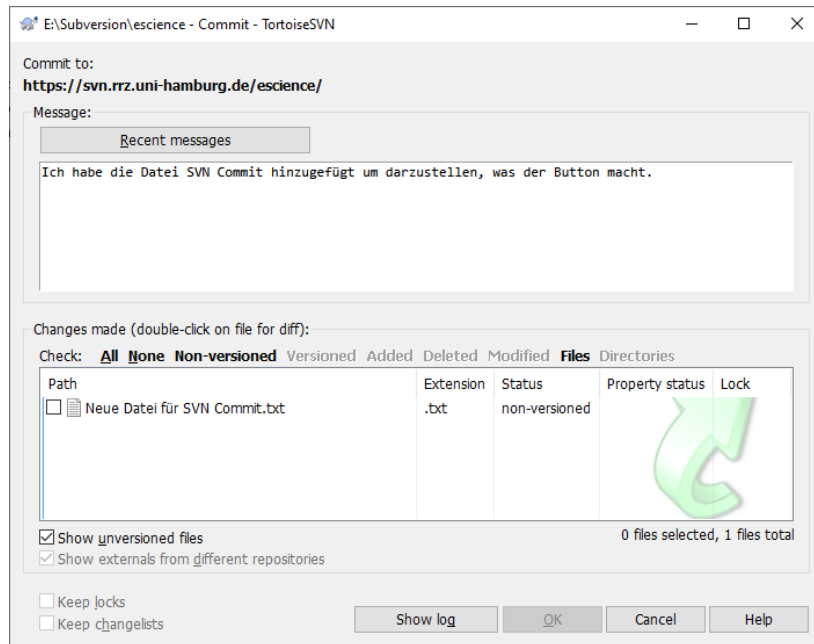 E:\Subversion\escience - Commit - TortoiseSVN
Commit to:
https://svn.rrz.uni-hamburg.de/escience/
Message:
Recent messages
Ich habe die Datei SVN Commit hinzugefügt um darzustellen, was der Button macht.
Changes made (double-click on file for diff):
Check: All None Non-versioned Versioned Added Deleted Modified Files Directories
Path Extension Status Property status Lock
Neue Datei für SVN Commit.txt .txt non-versioned
Show unversioned files 0 files selected, 1 files total
Show externals from different repositories
Keep locks
Keep changelists
Show log OK Cancel Help